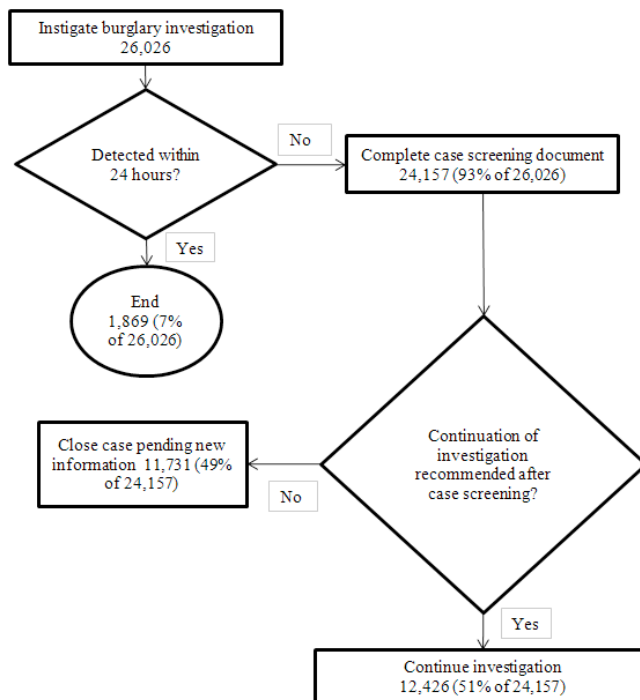 Instigate burglary investigation
26,026
Detected within
24 hours?
No
Complete case screening document
24,157 (93% of 26,026)
Yes
End
1,869 (7%
of 26,026)
Continuation of
investigation
recommended after
case screening?
Close case pending new
information 11,731 (49%
of 24,157)
No
Yes
Continue investigation
12,426 (51% of 24,157)